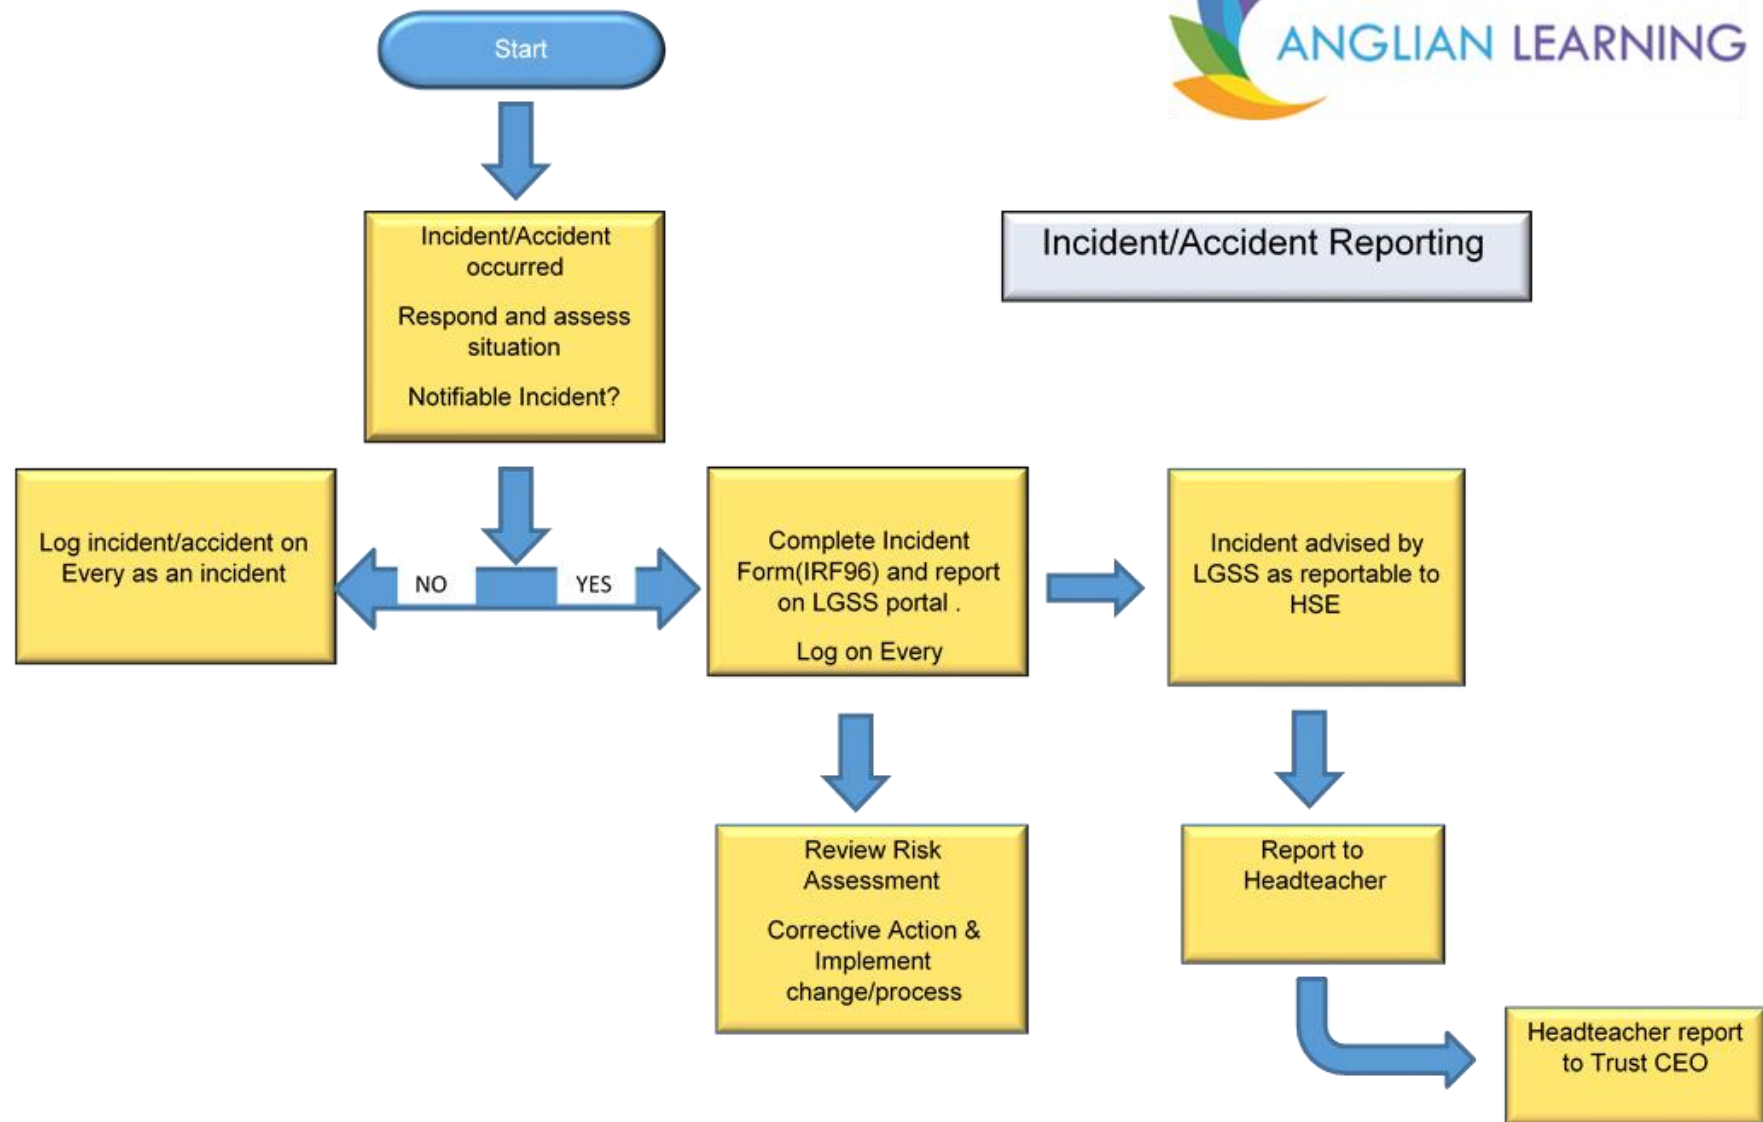 Start
ANGLIAN LEARNING
Incident/Accident
occurred
Respond and assess
situation
Notifiable Incident?
Incident/Accident Reporting
Log incident/accident on
Every as an incident
NO
YES
Complete Incident
Form(IRF96) and report
on LGSS portal .
Log on Every
Incident advised by
LGSS as reportable to
HSE
Review Risk
Assessment
Corrective Action &
Implement
change/process
Report to
Headteacher
Headteacher report
to Trust CEO